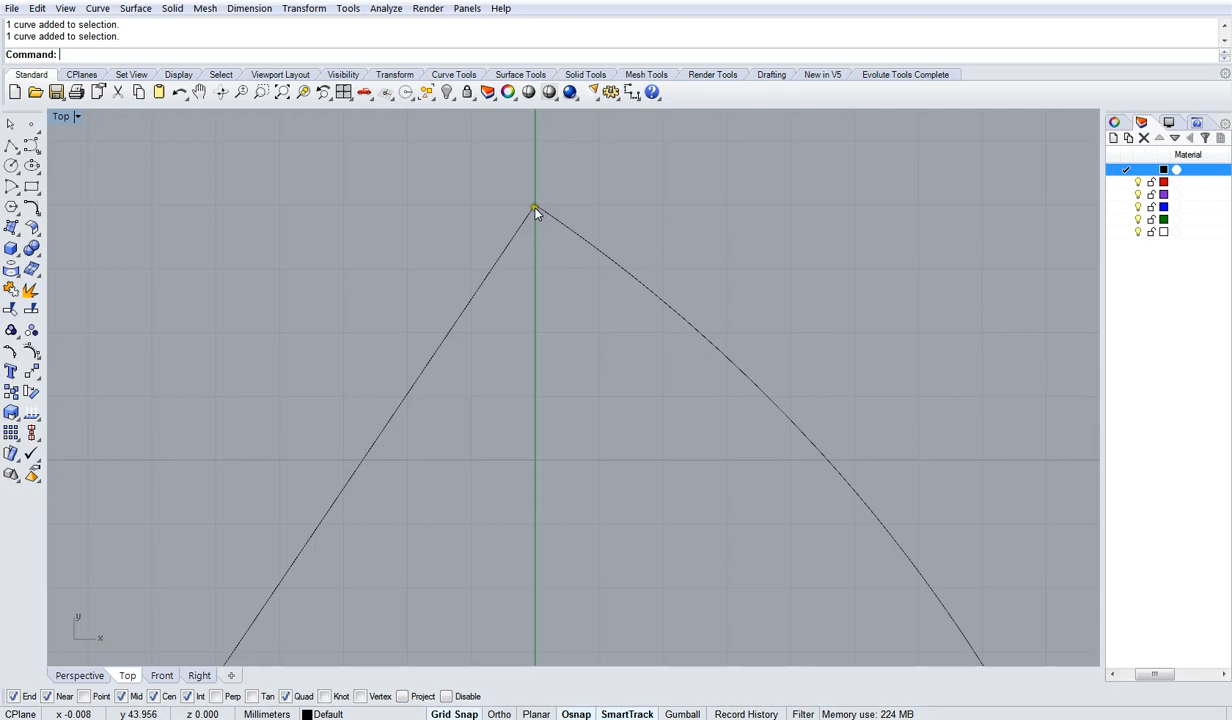 File Edit View Curve Surface Solid Mesh Dimension Transform Tools Analyze Render Panels Help
1 curve added to selection.
1 curve added to selection.
Command:
Standard CPlanes Set View Display Select Viewport Layout Visibility Transform Curve Tools Surface Tools Solid Tools Mesh Tools Render Tools Drafting New in V5 Evolute Tools Complete
Top
Material
y
x
Perspective Top Front Right
End Near Point Mid Cen Int Perp Tan Quad Knot Vertex Project Disable
CPlane x -0.008 y 43.956 z 0.000 Millimeters Default Grid Snap Ortho Planar Osnap SmartTrack Gumball Record History Filter Memory use: 224 MB